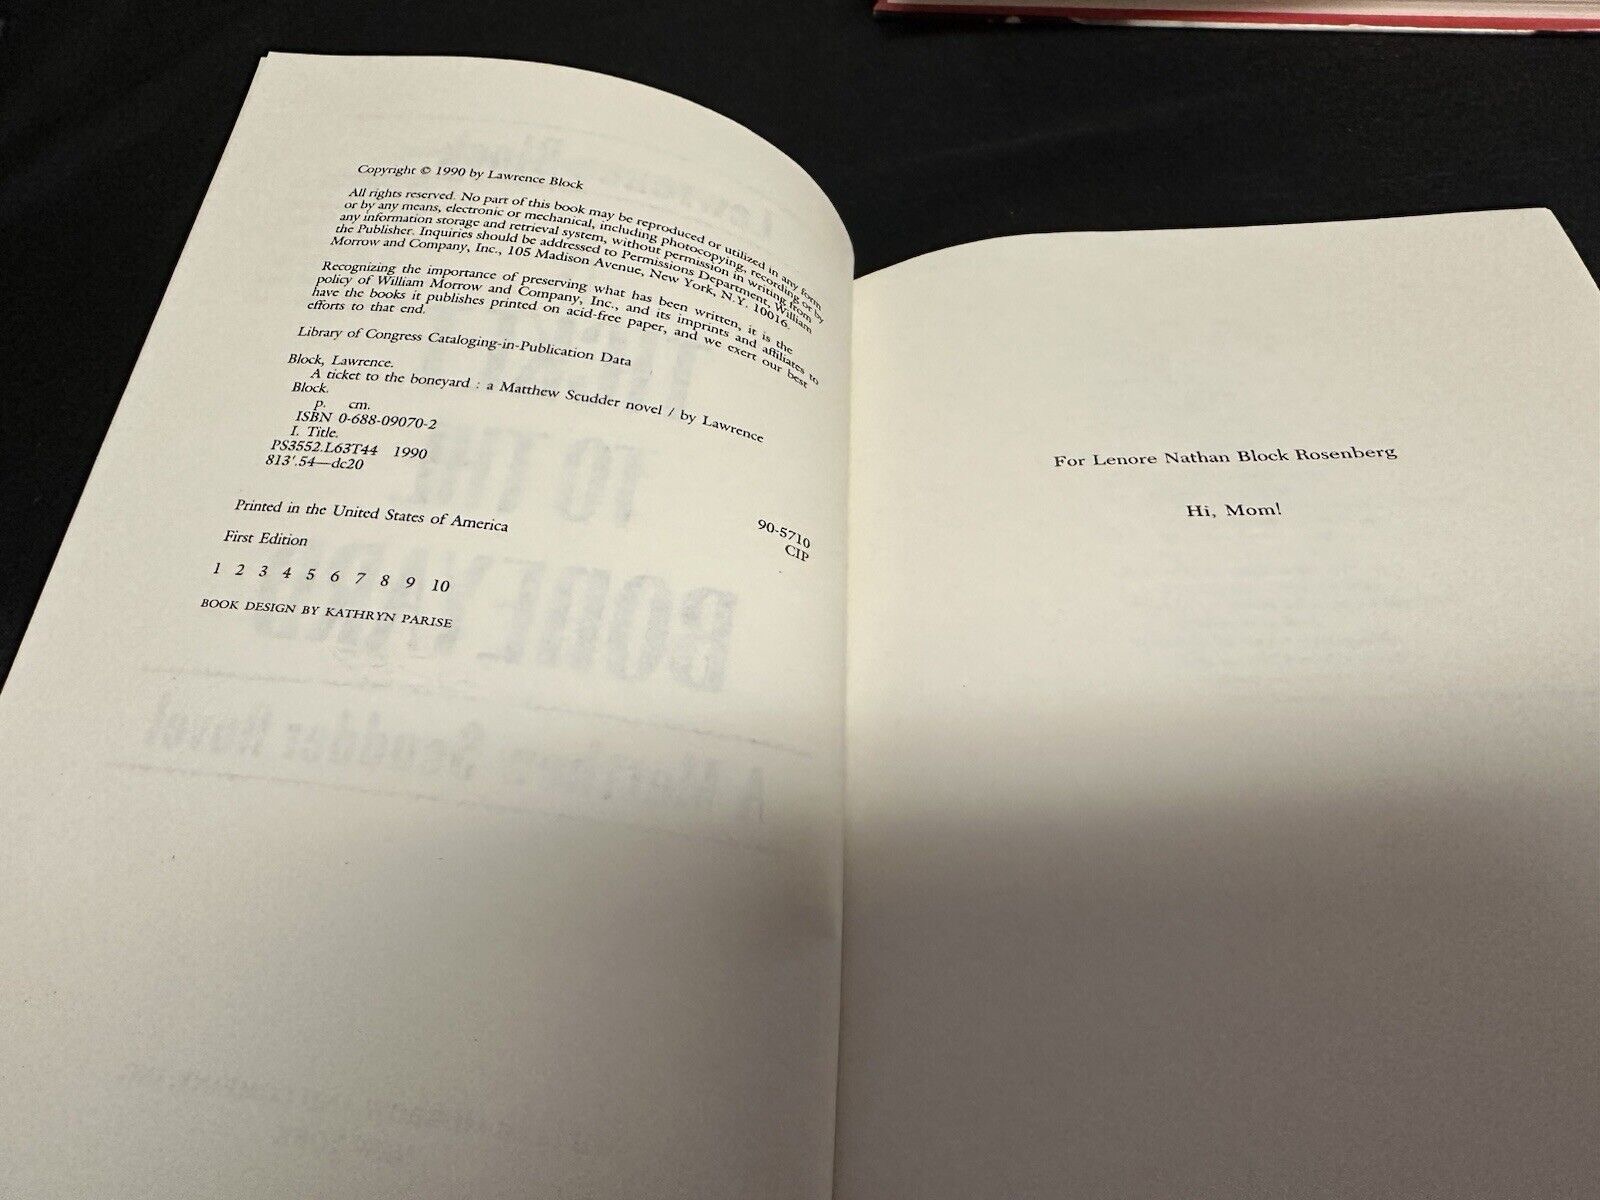 Copyright © 1990 by Lawrence Block
All rights reserved. No part of this book may be reproduced or utilized in any form
or by any means, electronic or mechanical, including photocopying, recording or by
any information storage and retrieval system, without permission in writing from
the Publisher. Inquiries should be addressed to Permissions Department, William
Morrow and Company, Inc., 105 Madison Avenue, New York, N.Y. 10016.
Recognizing the importance of preserving what has been written, it is the
policy of William Morrow and Company, Inc., and its imprints and affiliates to
have the books it publishes printed on acid-free paper, and we exert our best
efforts to that end.
Library of Congress Cataloging-in-Publication Data
Block, Lawrence.
A ticket to the boneyard : a Matthew Scudder novel / by Lawrence
Block.
p. cm.
ISBN 0-688-09070-2
I. Title.
PS3552.L63T44 1990
813'.54—dc20
90-5710
CIP
Printed in the United States of America
First Edition
1 2 3 4 5 6 7 8 9 10
BOOK DESIGN BY KATHRYN PARISE
For Lenore Nathan Block Rosenberg
Hi, Mom!